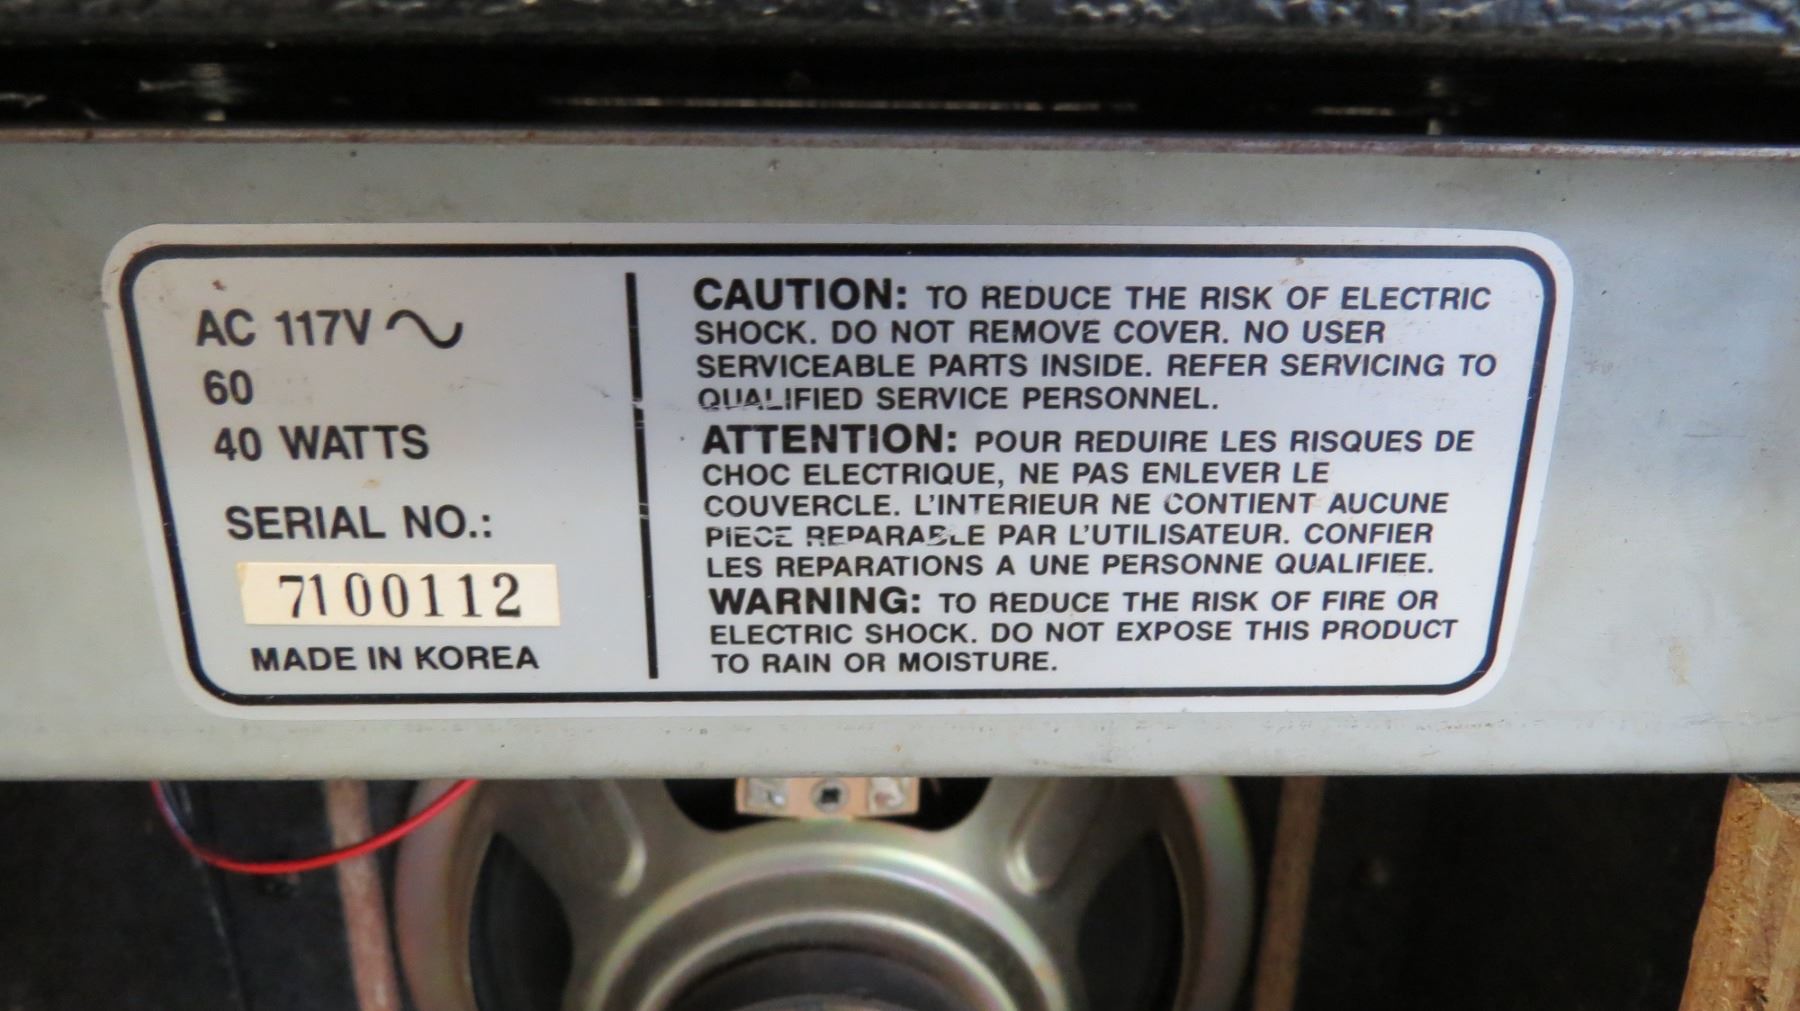 AC 117V ∿
60
40 WATTS
SERIAL NO.:
7100112
MADE IN KOREA
CAUTION: TO REDUCE THE RISK OF ELECTRIC
SHOCK. DO NOT REMOVE COVER. NO USER
SERVICEABLE PARTS INSIDE. REFER SERVICING TO
QUALIFIED SERVICE PERSONNEL.
ATTENTION: POUR REDUIRE LES RISQUES DE
CHOC ELECTRIQUE, NE PAS ENLEVER LE
COUVERCLE. L'INTERIEUR NE CONTIENT AUCUNE
PIECE REPARABLE PAR L'UTILISATEUR. CONFIER
LES REPARATIONS A UNE PERSONNE QUALIFIEE.
WARNING: TO REDUCE THE RISK OF FIRE OR
ELECTRIC SHOCK. DO NOT EXPOSE THIS PRODUCT
TO RAIN OR MOISTURE.